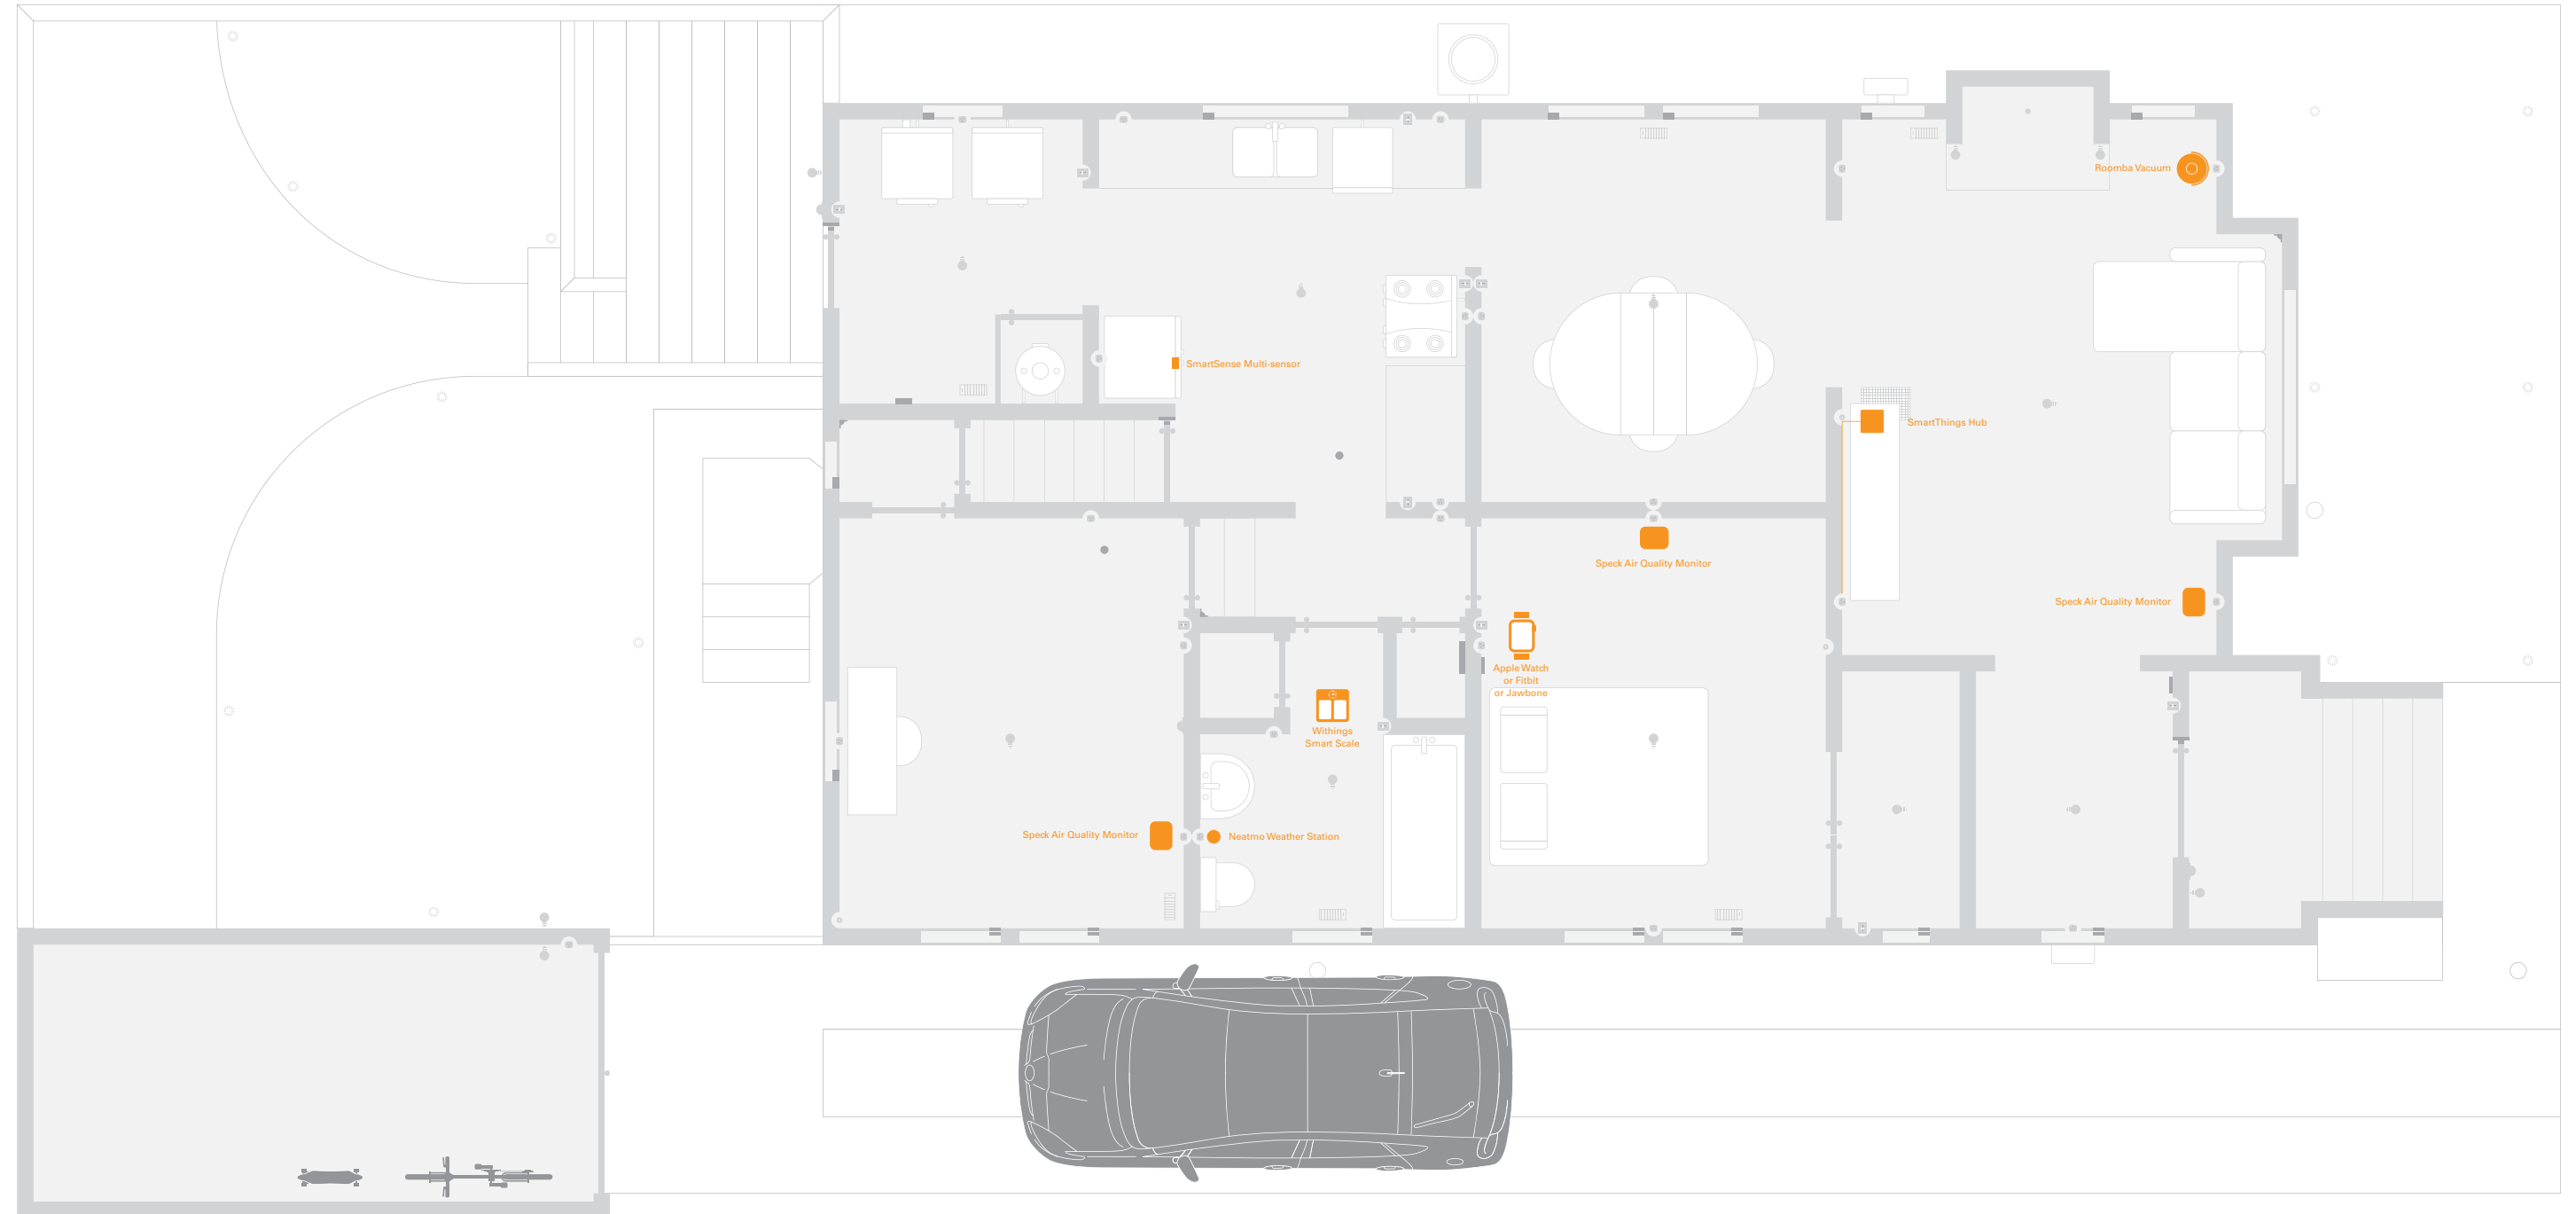 Roomba Vacuum
SmartSense Multi-sensor
SmartThings Hub
Speck Air Quality Monitor
Speck Air Quality Monitor
Apple Watch
or Fitbit
or Jawbone
Withings
Smart Scale
Speck Air Quality Monitor
Neatmo Weather Station